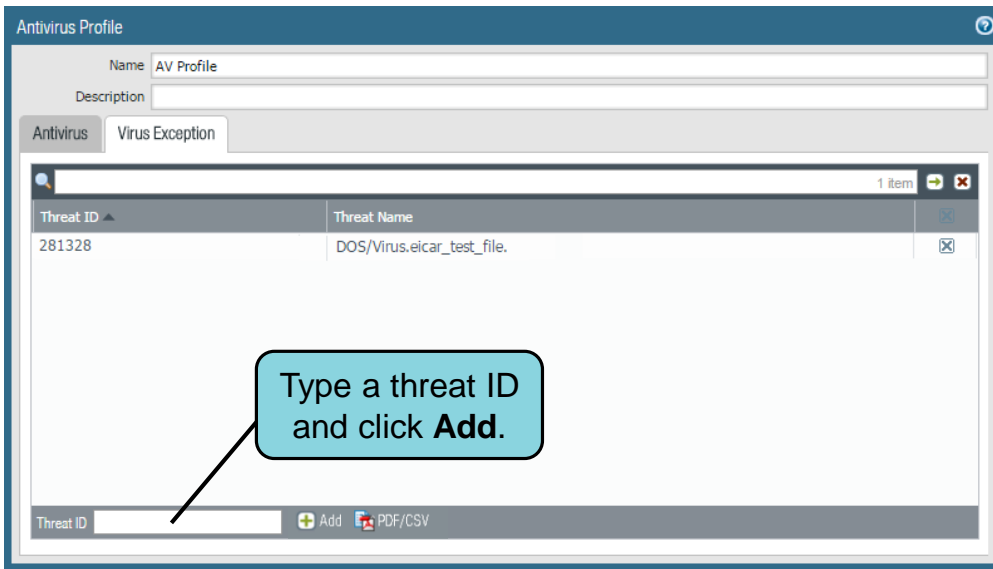 Antivirus Profile
Name AV Profile
Description
Antivirus Virus Exception
1 item
Threat ID Threat Name
281328 DOS/Virus.eicar_test_file.
Type a threat ID
and click Add.
Threat ID Add PDF/CSV